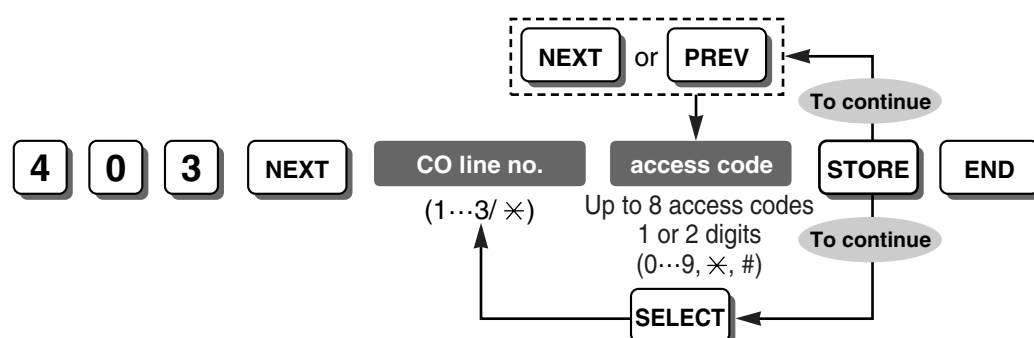 NEXT or PREV
To continue
4 0 3 NEXT CO line no. access code STORE END
(1···3/ ✳) Up to 8 access codes
1 or 2 digits
To continue
(0···9, ✳, #)
SELECT